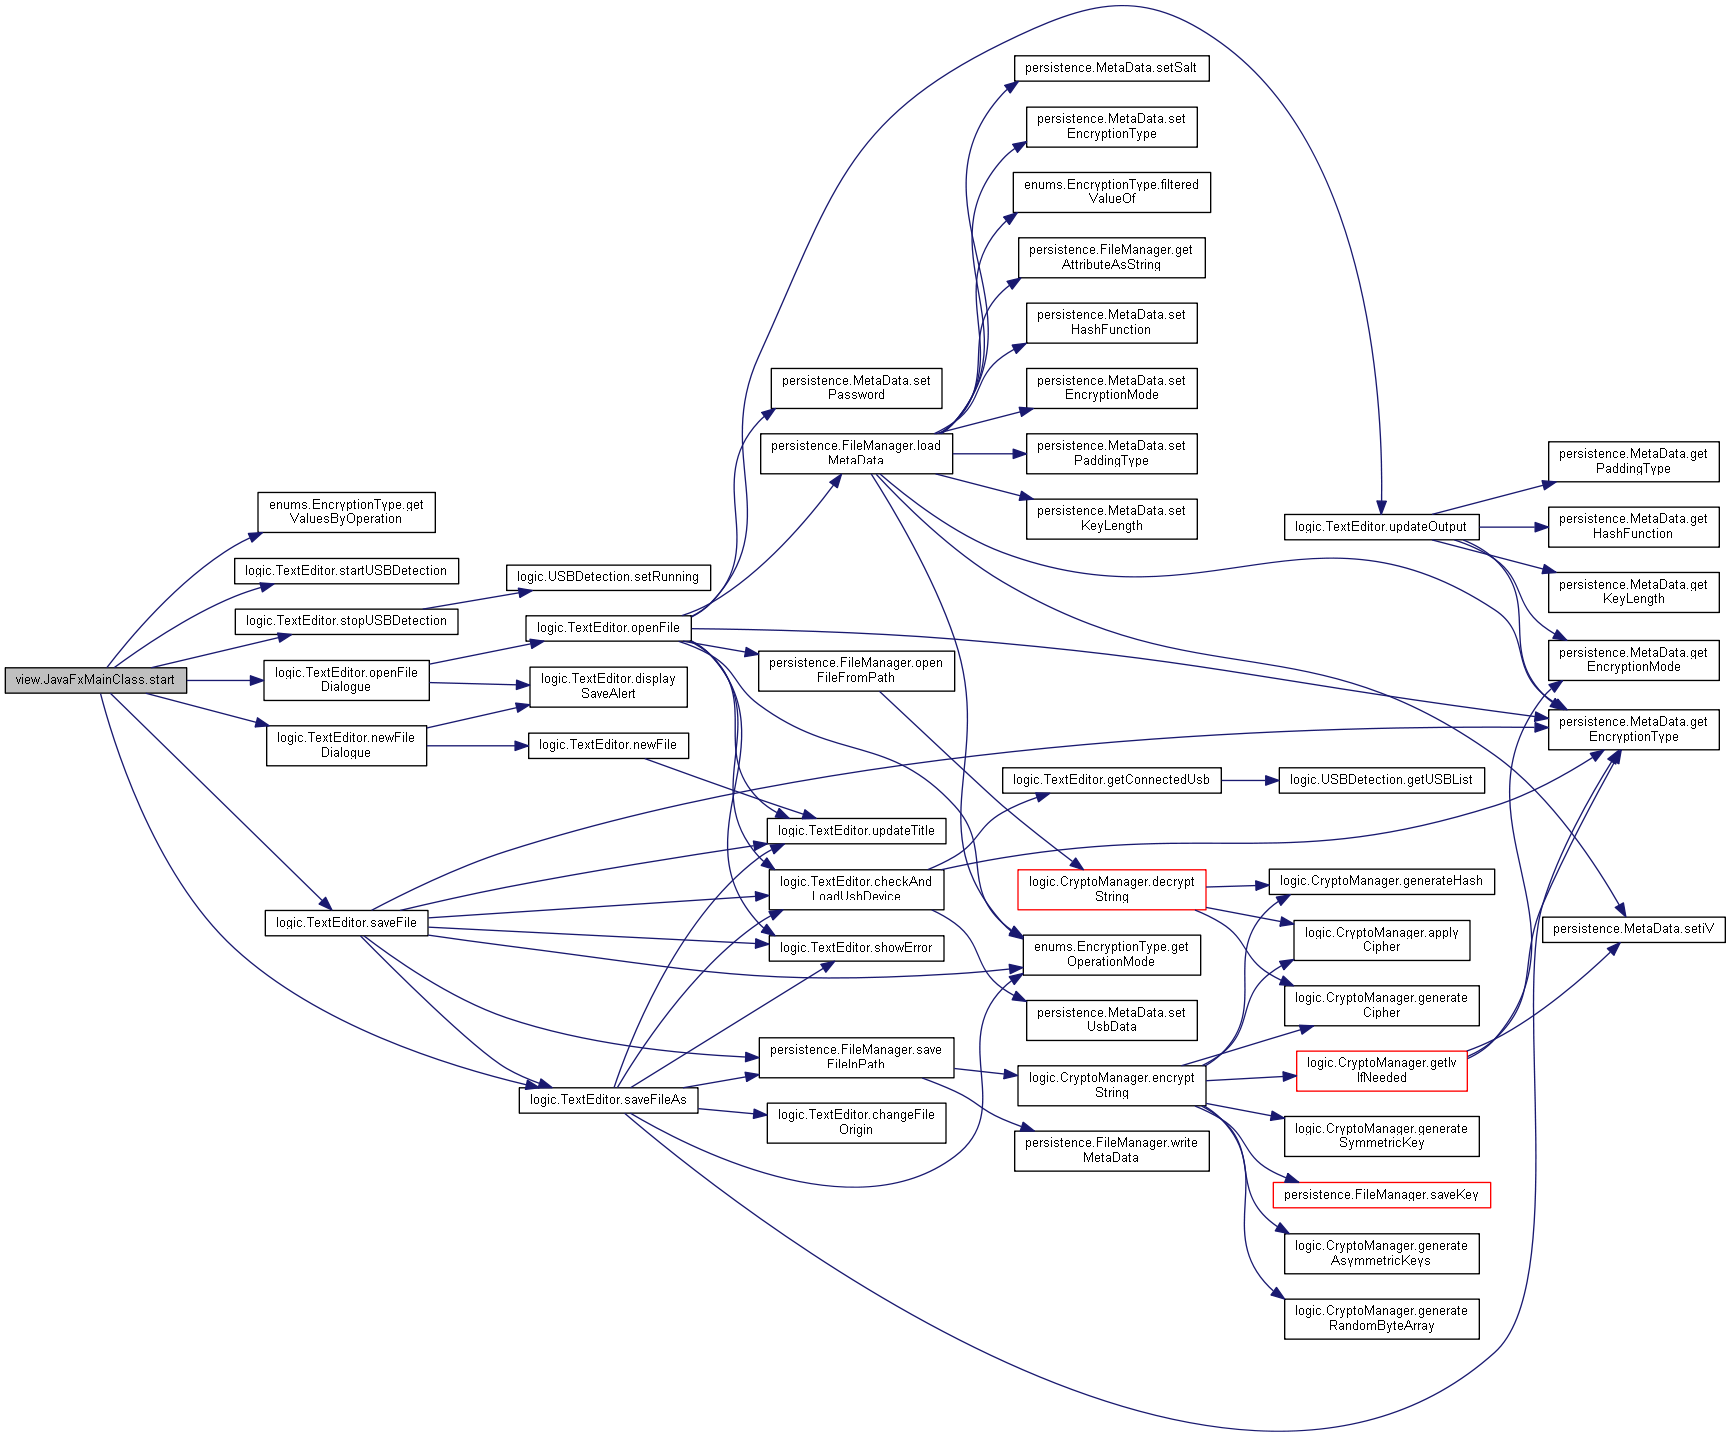 view.JavaFxMainClass.start
enums.EncryptionType.get
ValuesByOperation
logic.TextEditor.startUSBDetection
logic.TextEditor.stopUSBDetection
logic.TextEditor.openFile
Dialogue
logic.TextEditor.newFile
Dialogue
logic.TextEditor.saveFile
logic.USBDetection.setRunning
logic.TextEditor.openFile
logic.TextEditor.display
SaveAlert
logic.TextEditor.newFile
logic.TextEditor.saveFileAs
persistence.MetaData.set
Password
persistence.FileManager.load
MetaData
persistence.FileManager.open
FileFromPath
logic.TextEditor.updateTitle
logic.TextEditor.checkAnd
LoadUsbDevice
logic.TextEditor.showError
persistence.FileManager.save
FileInPath
logic.TextEditor.changeFile
Origin
persistence.MetaData.setSalt
persistence.MetaData.set
EncryptionType
enums.EncryptionType.filtered
ValueOf
persistence.FileManager.get
AttributeAsString
persistence.MetaData.set
HashFunction
persistence.MetaData.set
EncryptionMode
persistence.MetaData.set
PaddingType
persistence.MetaData.set
KeyLength
logic.TextEditor.getConnectedUsb
logic.CryptoManager.decrypt
String
enums.EncryptionType.get
OperationMode
persistence.MetaData.set
UsbData
logic.CryptoManager.encrypt
String
persistence.FileManager.write
MetaData
logic.TextEditor.updateOutput
logic.USBDetection.getUSBList
logic.CryptoManager.generateHash
logic.CryptoManager.apply
Cipher
logic.CryptoManager.generate
Cipher
logic.CryptoManager.getIv
IfNeeded
logic.CryptoManager.generate
SymmetricKey
persistence.FileManager.saveKey
logic.CryptoManager.generate
AsymmetricKeys
logic.CryptoManager.generate
RandomByteArray
persistence.MetaData.get
PaddingType
persistence.MetaData.get
HashFunction
persistence.MetaData.get
KeyLength
persistence.MetaData.get
EncryptionMode
persistence.MetaData.get
EncryptionType
persistence.MetaData.setiV